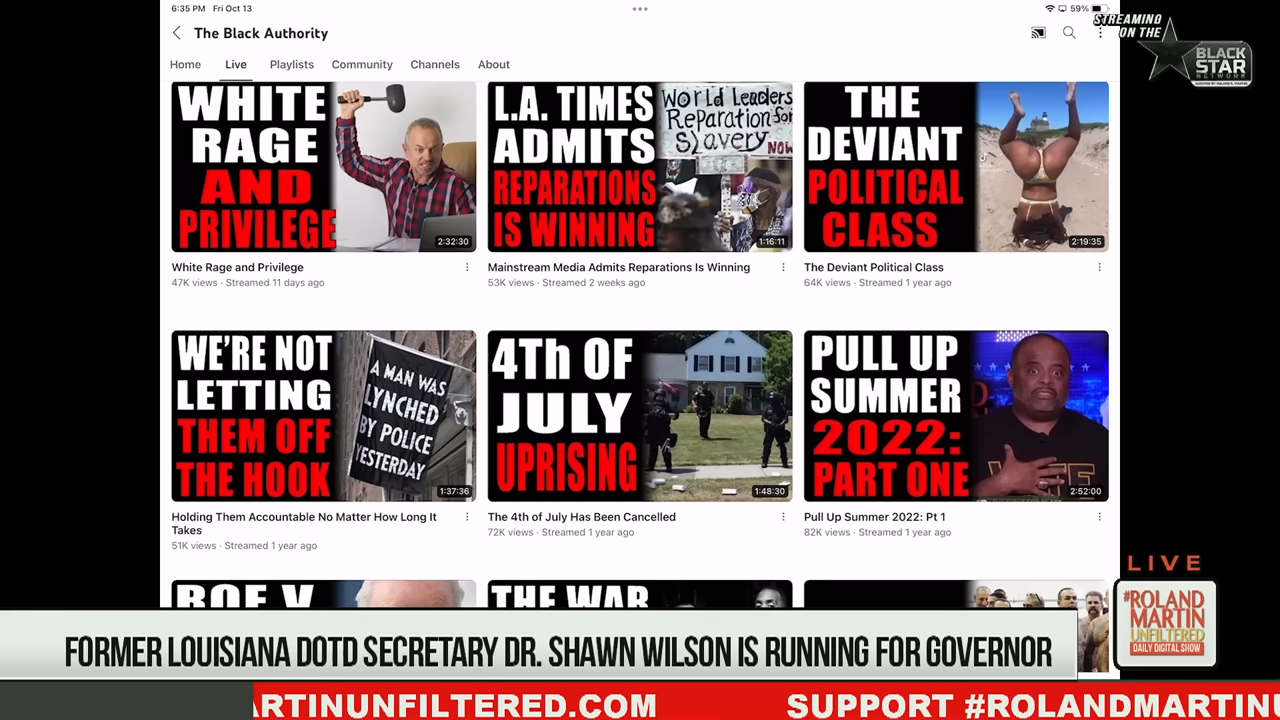 6:35 PM Fri Oct 13
59%
STREAMING
ON THE
BLACK
STAR
NETWORK
The Black Authority
Home Live Playlists Community Channels About
WHITE
RAGE
AND
PRIVILEGE
2:32:30
White Rage and Privilege
47K views · Streamed 11 days ago
L.A. TIMES
ADMITS
REPARATIONS
IS WINNING
World Leaders
Reparation for
Slavery
NOW
1:16:11
Mainstream Media Admits Reparations Is Winning
53K views · Streamed 2 weeks ago
THE
DEVIANT
POLITICAL
CLASS
2:19:35
The Deviant Political Class
64K views · Streamed 1 year ago
WE'RE NOT
LETTING
THEM OFF
THE HOOK
A MAN WAS
LYNCHED
BY POLICE
YESTERDAY
1:37:36
Holding Them Accountable No Matter How Long It
Takes
51K views · Streamed 1 year ago
4Th OF
JULY
UPRISING
1:48:30
The 4th of July Has Been Cancelled
72K views · Streamed 1 year ago
PULL UP
SUMMER
2022:
PART ONE
2:52:00
Pull Up Summer 2022: Pt 1
82K views · Streamed 1 year ago
ROE V
THE WAR
LIVE
#ROLAND
MARTIN
UNFILTERED
DAILY DIGITAL SHOW
FORMER LOUISIANA DOTD SECRETARY DR. SHAWN WILSON IS RUNNING FOR GOVERNOR
ARTINUNFILTERED.COM SUPPORT #ROLANDMARTINU